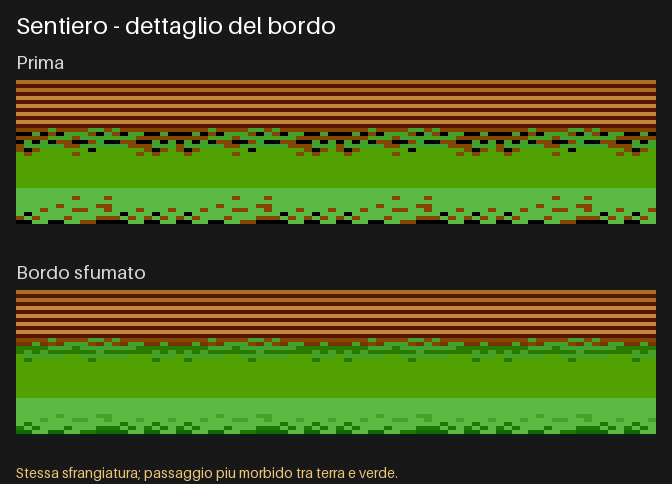 Sentiero - dettaglio del bordo
Prima
Bordo sfumato
Stessa sfrangiatura; passaggio piu morbido tra terra e verde.